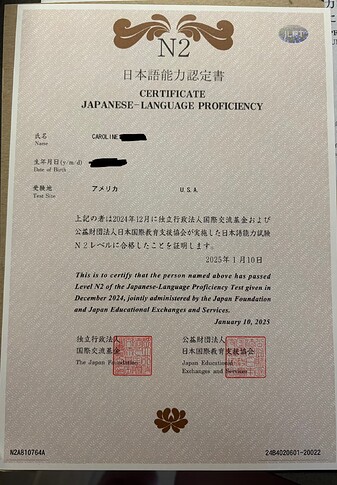 JLPT
N2
日本語能力認定書
CERTIFICATE
JAPANESE-LANGUAGE PROFICIENCY
氏名
Name
CAROLINE
生年月日(y/m/d)
Date of Birth
受験地
Test Site
アメリカ U.S.A.
上記の者は2024年12月に独立行政法人国際交流基金および
公益財団法人日本国際教育支援協会が実施した日本語能力試験
N2レベルに合格したことを証明します。
2025年1月10日
This is to certify that the person named above has passed
Level N2 of the Japanese-Language Proficiency Test given in
December 2024, jointly administered by the Japan Foundation
and Japan Educational Exchanges and Services.
January 10, 2025
独立行政法人
国際交流基金
The Japan Foundation
公益財団法人
日本国際教育支援協会
Japan Educational
Exchanges and Services
N2A810764A
24B4020601-20022